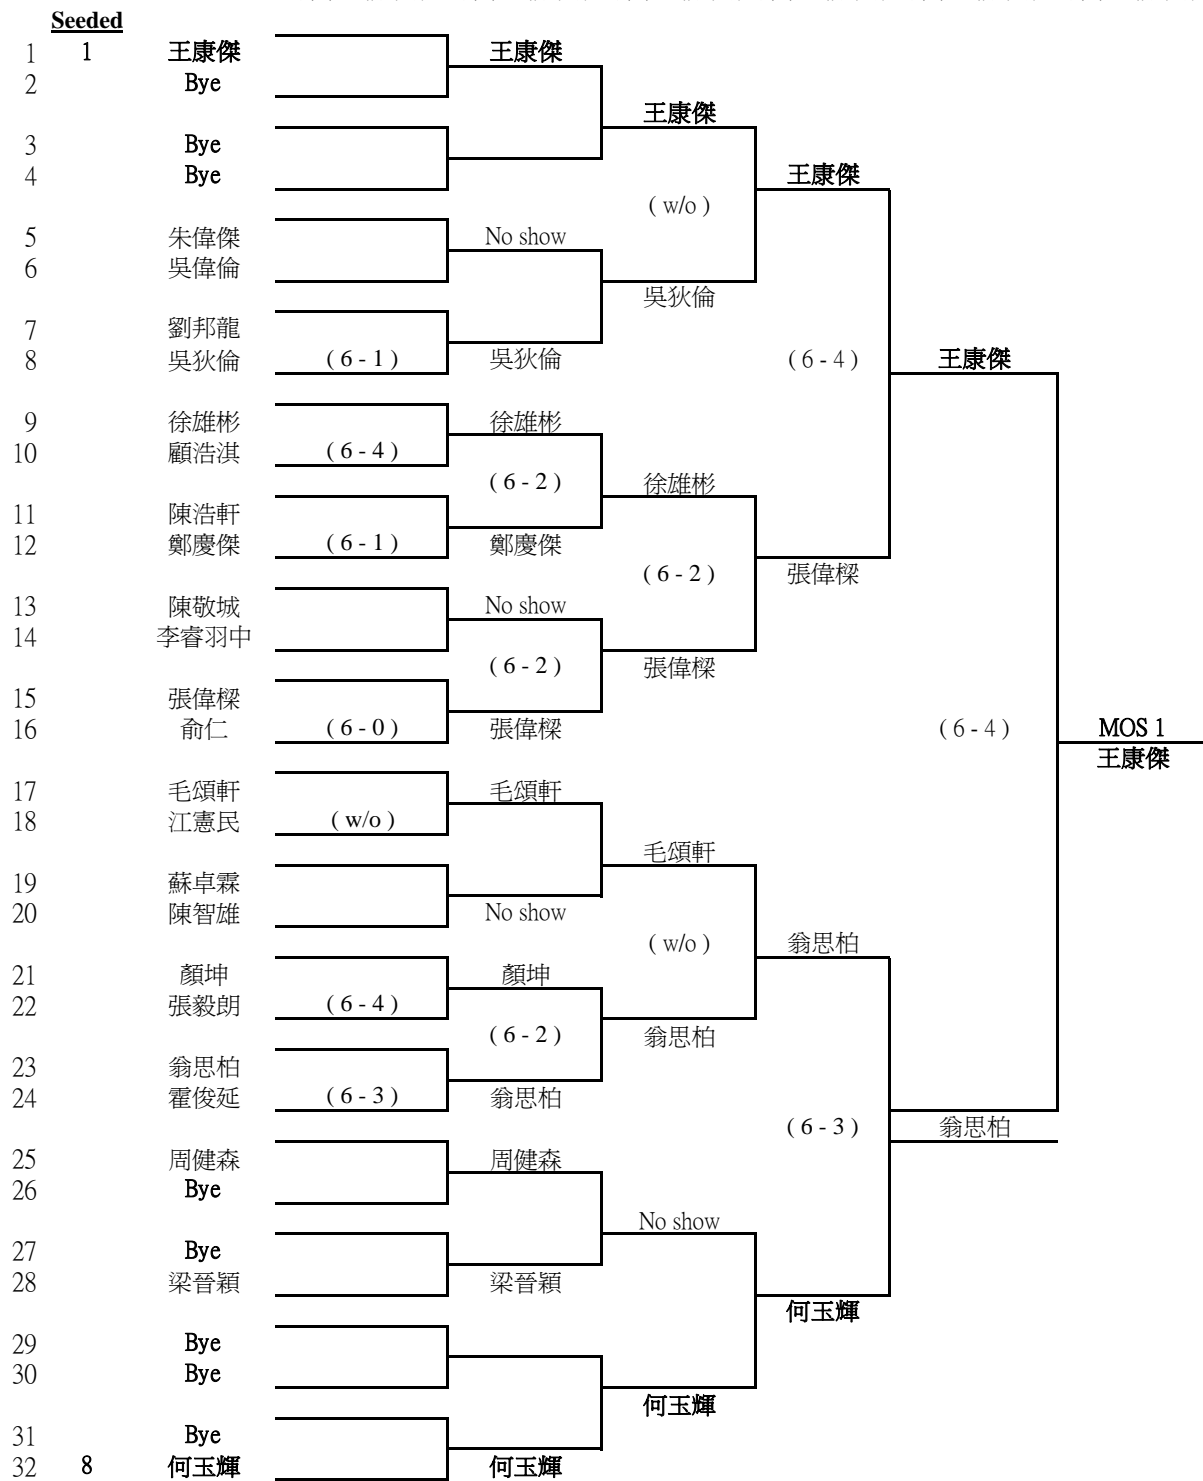 Seeded
1 1 王康傑 王康傑
2 Bye
王康傑
3 Bye
4 Bye 王康傑
( w/o )
5 朱偉傑 No show
6 吳偉倫
吳狄倫
7 劉邦龍
8 吳狄倫 ( 6 - 1 ) 吳狄倫 ( 6 - 4 ) 王康傑
9 徐雄彬 徐雄彬
10 顧浩淇 ( 6 - 4 )
( 6 - 2 ) 徐雄彬
11 陳浩軒
12 鄭慶傑 ( 6 - 1 ) 鄭慶傑
( 6 - 2 ) 張偉樑
13 陳敬城 No show
14 李睿羽中
( 6 - 2 ) 張偉樑
15 張偉樑
16 俞仁 ( 6 - 0 ) 張偉樑 ( 6 - 4 ) MOS 1
王康傑
17 毛頌軒 毛頌軒
18 江憲民 ( w/o )
毛頌軒
19 蘇卓霖
20 陳智雄 No show
( w/o ) 翁思柏
21 顏坤 顏坤
22 張毅朗 ( 6 - 4 )
( 6 - 2 ) 翁思柏
23 翁思柏
24 霍俊延 ( 6 - 3 ) 翁思柏
( 6 - 3 ) 翁思柏
25 周健森 周健森
26 Bye
No show
27 Bye
28 梁晉穎 梁晉穎
何玉輝
29 Bye
30 Bye
何玉輝
31 Bye
32 8 何玉輝 何玉輝